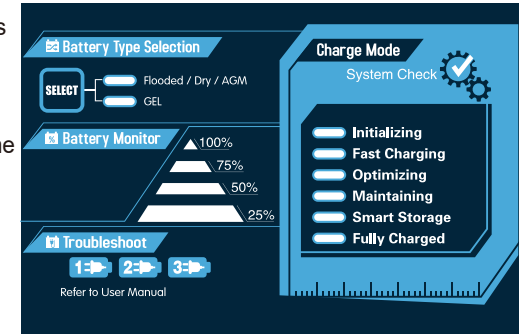 s
ne
Battery Type Selection
SELECT
Flooded / Dry / AGM
GEL
Battery Monitor
100%
75%
50%
25%
Troubleshoot
1 2 3
Refer to User Manual
Charge Mode
System Check
Initializing
Fast Charging
Optimizing
Maintaining
Smart Storage
Fully Charged